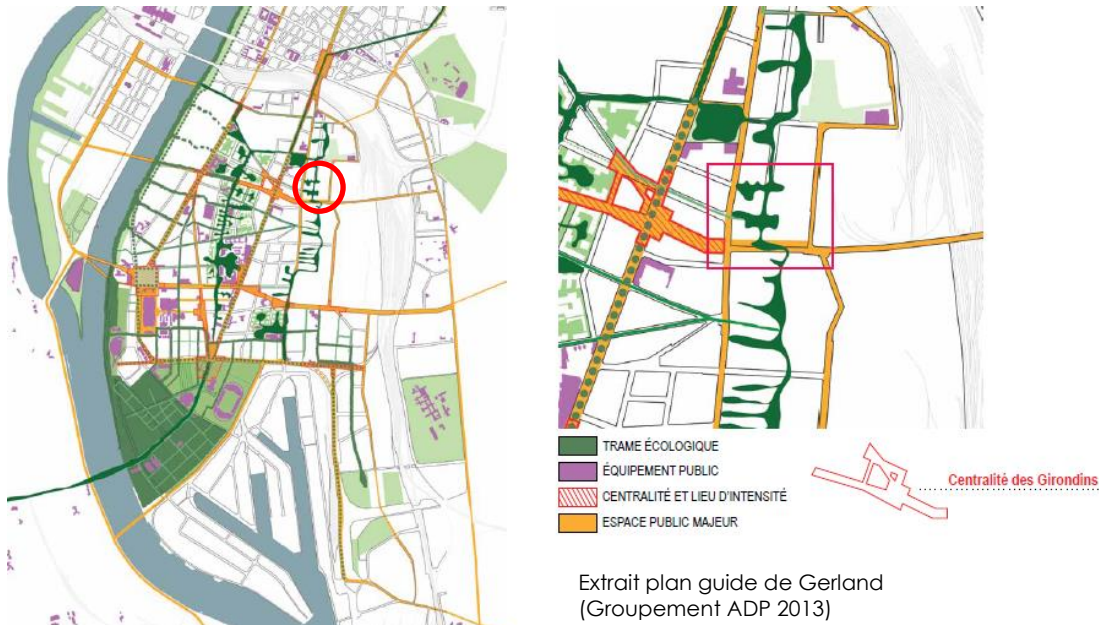 TRAME ÉCOLOGIQUE
ÉQUIPEMENT PUBLIC
CENTRALITÉ ET LIEU D'INTENSITÉ
ESPACE PUBLIC MAJEUR
Centralité des Girondins
Extrait plan guide de Gerland
(Groupement ADP 2013)